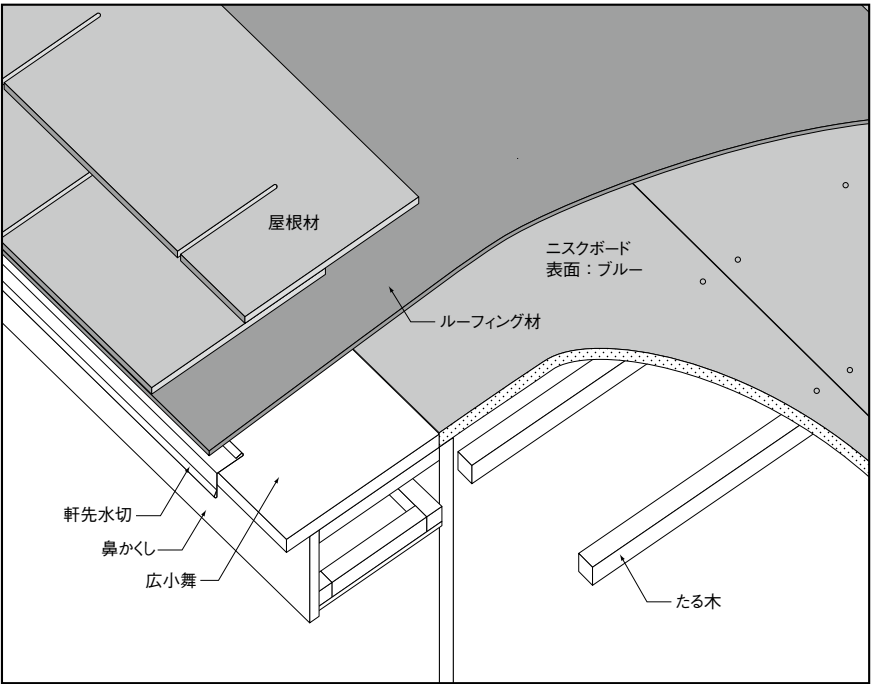 屋根材
ニスクボード
表面：ブルー
ルーフィング材
軒先水切
鼻かくし
広小舞
たる木